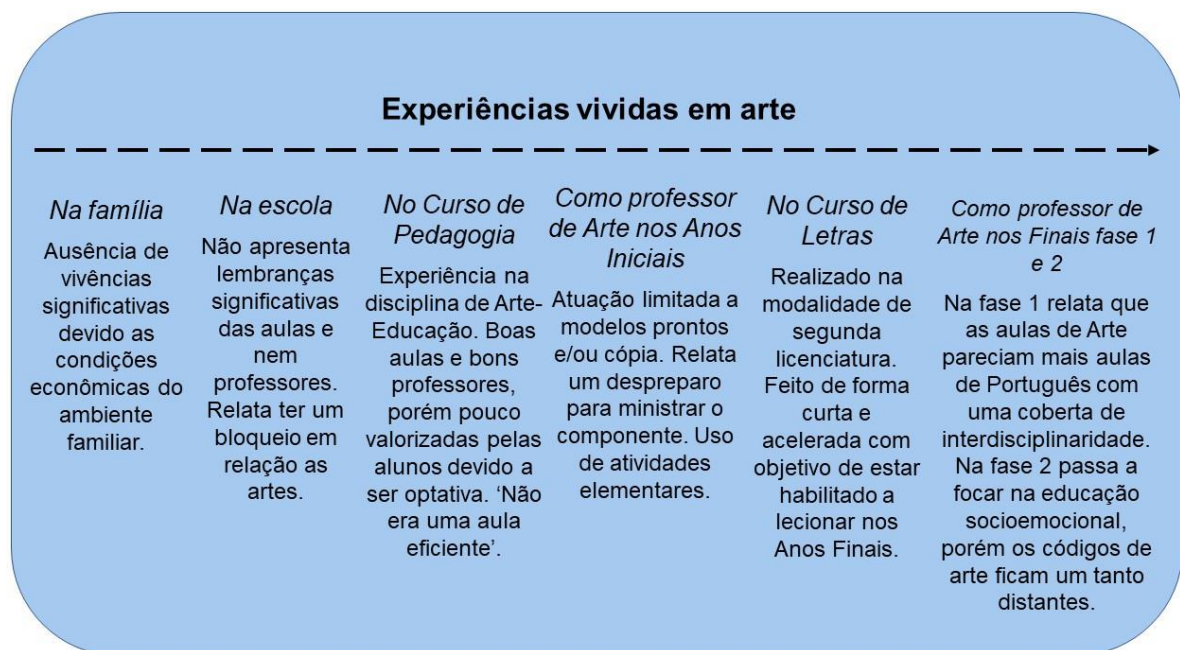 Experiências vividas em arte
Na família
Ausência de
vivências
significativas
devido as
condições
econômicas do
ambiente
familiar.
Na escola
Não apresenta
lembranças
significativas
das aulas e
nem
professores.
Relata ter um
bloqueio em
relação as
artes.
No Curso de
Pedagogia
Experiência na
disciplina de Arte-
Educação. Boas
aulas e bons
professores,
porém pouco
valorizadas pelas
alunos devido a
ser optativa. ‘Não
era uma aula
eficiente’.
Como professor
de Arte nos Anos
Iniciais
Atuação limitada a
modelos prontos
e/ou cópia. Relata
um despreparo
para ministrar o
componente. Uso
de atividades
elementares.
No Curso de
Letras
Realizado na
modalidade de
segunda
licenciatura.
Feito de forma
curta e
acelerada com
objetivo de estar
habilitado a
lecionar nos
Anos Finais.
Como professor de
Arte nos Finais fase 1
e 2
Na fase 1 relata que
as aulas de Arte
pareciam mais aulas
de Português com
uma coberta de
interdisciplinaridade.
Na fase 2 passa a
focar na educação
socioemocional,
porém os códigos de
arte ficam um tanto
distantes.